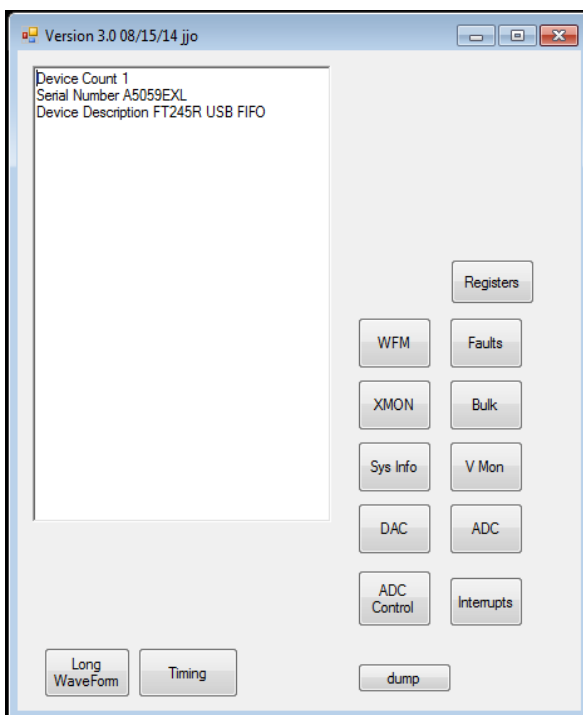 Version 3.0 08/15/14 jjo
Device Count 1
Serial Number A5059EXL
Device Description FT245R USB FIFO
Registers
WFM
Faults
XMON
Bulk
Sys Info
V Mon
DAC
ADC
ADC
Control
Interrupts
Long
WaveForm
Timing
dump